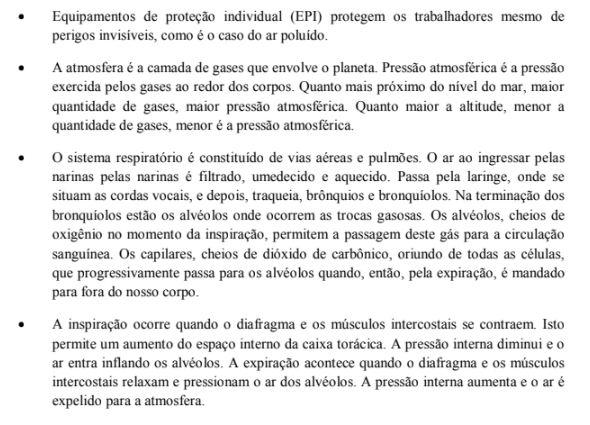 • Equipamentos de proteção individual (EPI) protegem os trabalhadores mesmo de
perigos invisíveis, como é o caso do ar poluído.
• A atmosfera é a camada de gases que envolve o planeta. Pressão atmosférica é a pressão
exercida pelos gases ao redor dos corpos. Quanto mais próximo do nível do mar, maior
quantidade de gases, maior pressão atmosférica. Quanto maior a altitude, menor a
quantidade de gases, menor é a pressão atmosférica.
• O sistema respiratório é constituído de vias aéreas e pulmões. O ar ao ingressar pelas
narinas pelas narinas é filtrado, umedecido e aquecido. Passa pela laringe, onde se
situam as cordas vocais, e depois, traqueia, brônquios e bronquíolos. Na terminação dos
bronquíolos estão os alvéolos onde ocorrem as trocas gasosas. Os alvéolos, cheios de
oxigênio no momento da inspiração, permitem a passagem deste gás para a circulação
sanguínea. Os capilares, cheios de dióxido de carbônico, oriundo de todas as células,
que progressivamente passa para os alvéolos quando, então, pela expiração, é mandado
para fora do nosso corpo.
• A inspiração ocorre quando o diafragma e os músculos intercostais se contraem. Isto
permite um aumento do espaço interno da caixa torácica. A pressão interna diminui e o
ar entra inflando os alvéolos. A expiração acontece quando o diafragma e os músculos
intercostais relaxam e pressionam o ar dos alvéolos. A pressão interna aumenta e o ar é
expelido para a atmosfera.